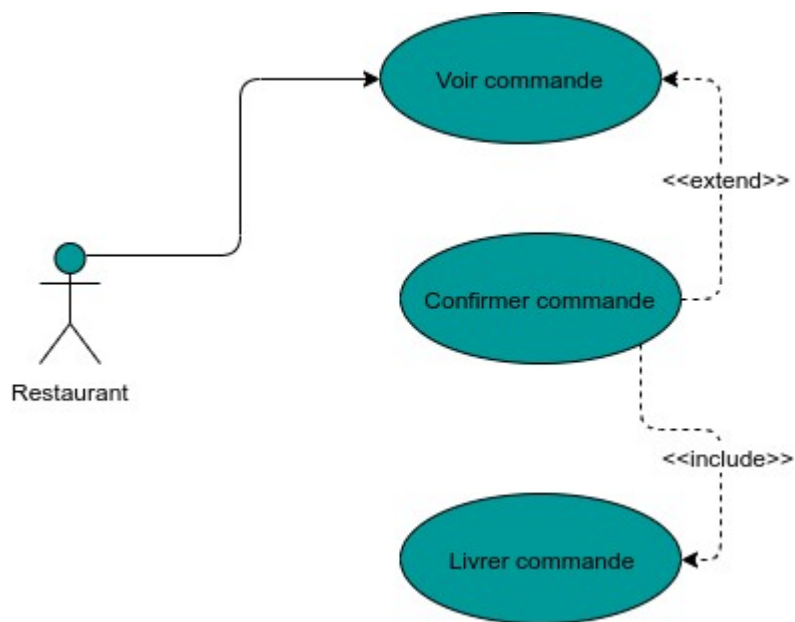 Voir commande
<<extend>>
Confirmer commande
Restaurant
<<include>>
Livrer commande